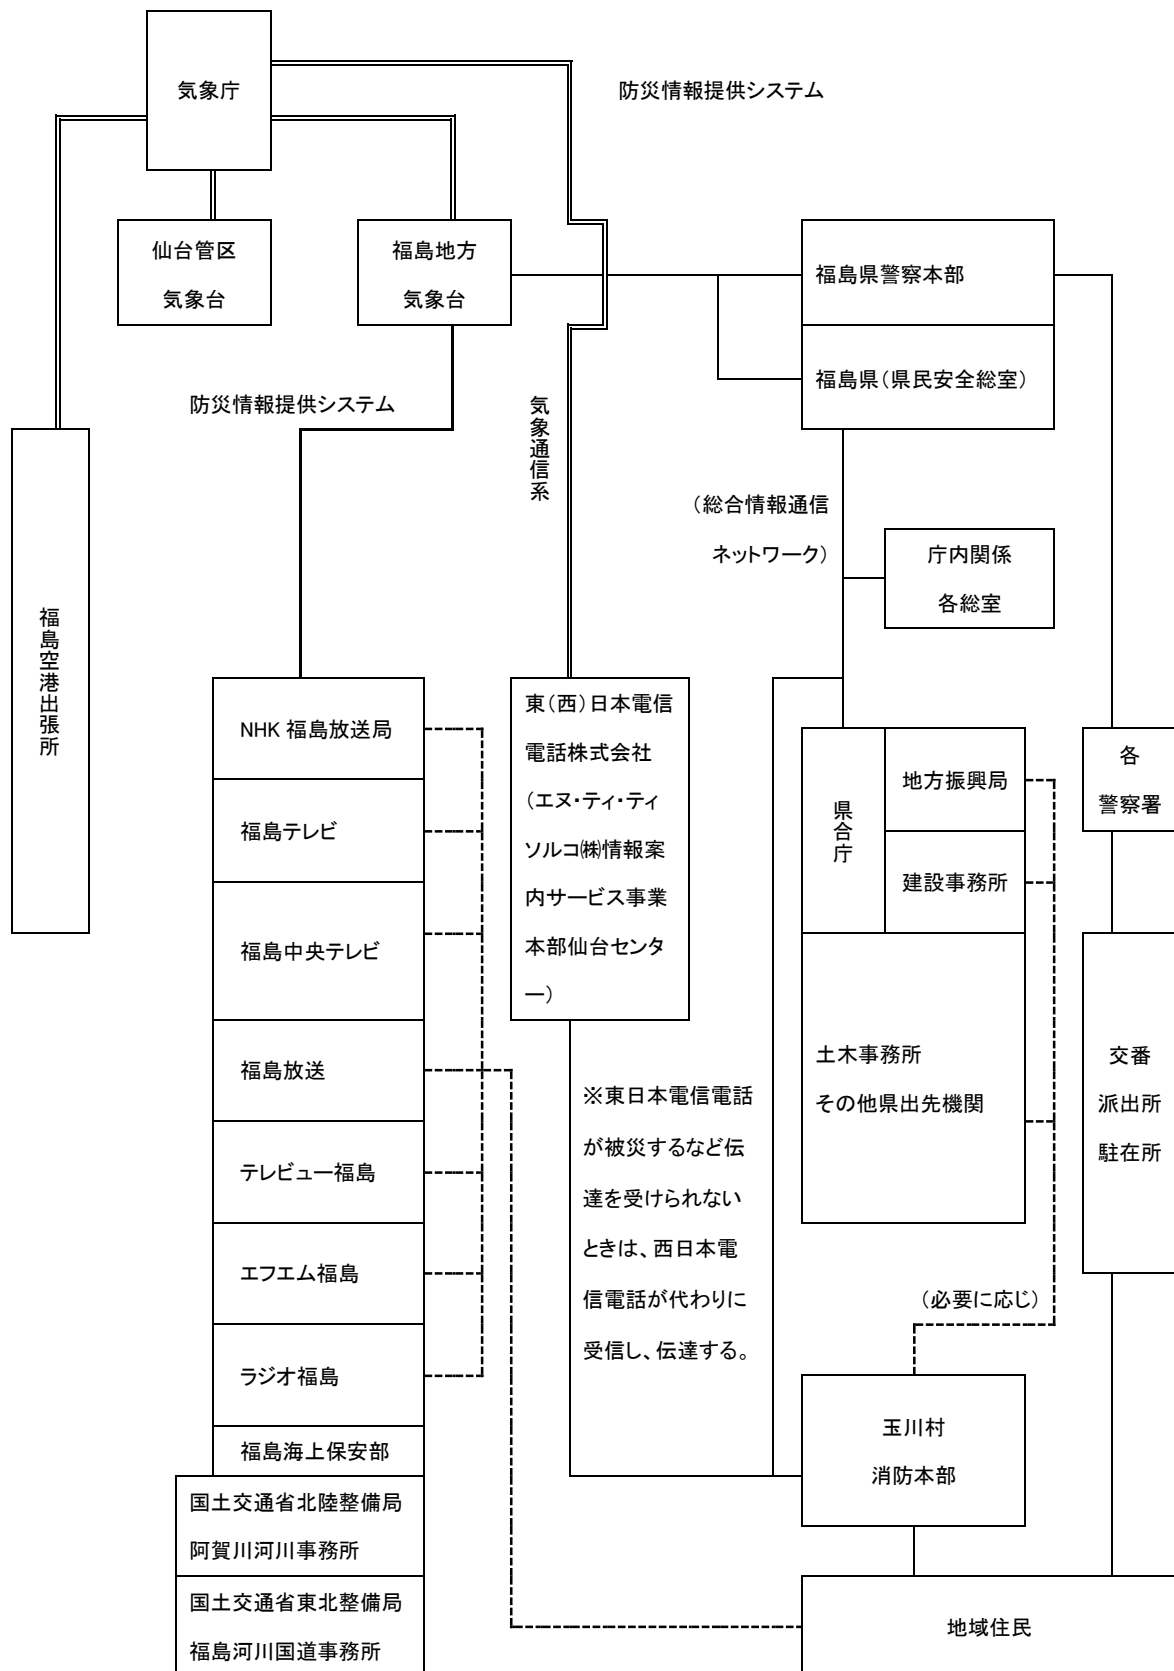 気象庁
防災情報提供システム
仙台管区
気象台
福島地方
気象台
福島県警察本部
福島県（県民安全総室）
防災情報提供システム
気象通信系
（総合情報通信
ネットワーク）
庁内関係
各総室
福島空港出張所
NHK 福島放送局
福島テレビ
福島中央テレビ
福島放送
テレビュー福島
エフエム福島
ラジオ福島
福島海上保安部
国土交通省北陸整備局
阿賀川河川事務所
国土交通省東北整備局
福島河川国道事務所
東（西）日本電信
電話株式会社
（エヌ・ティ・ティ
ソルコ㈱情報案
内サービス事業
本部仙台センタ
ー）
※東日本電信電話
が被災するなど伝
達を受けられない
ときは、西日本電
信電話が代わりに
受信し、伝達する。
県合庁
地方振興局
建設事務所
土木事務所
その他県出先機関
各
警察署
交番
派出所
駐在所
（必要に応じ）
玉川村
消防本部
地域住民